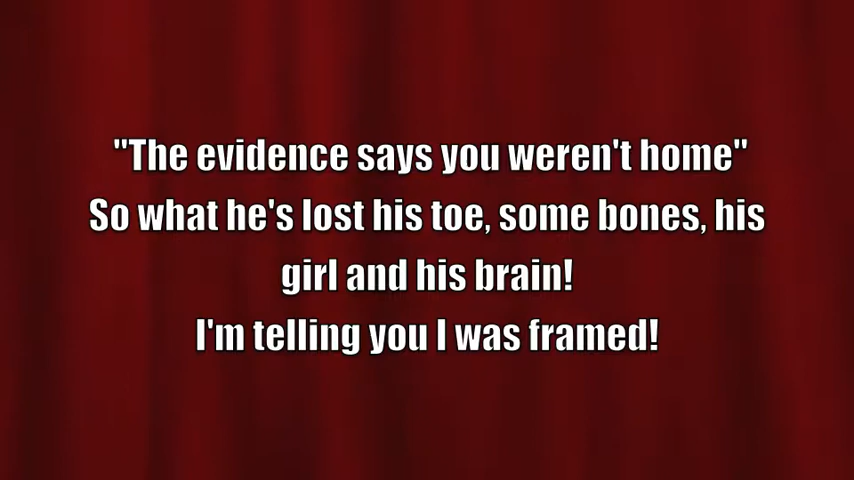 "The evidence says you weren't home"
So what he's lost his toe, some bones, his
girl and his brain!
I'm telling you I was framed!